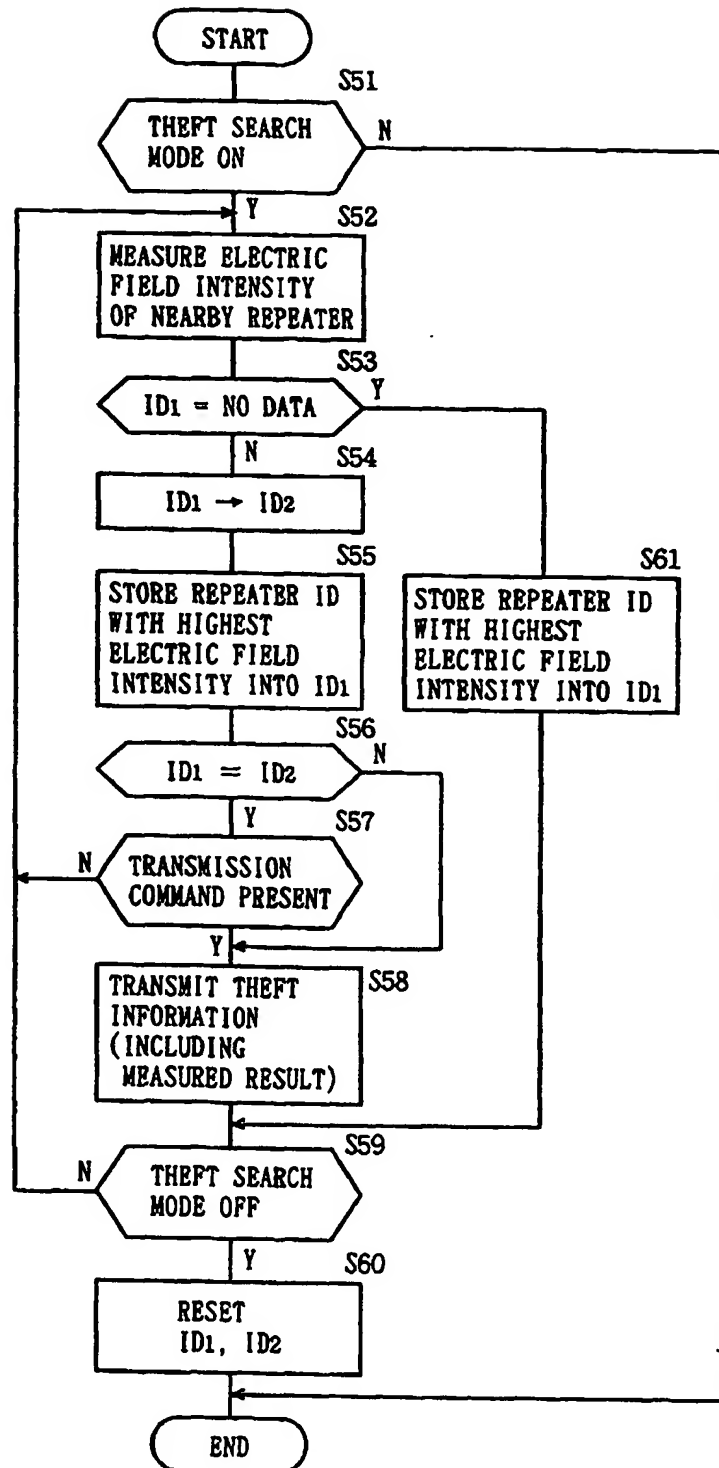 START
S51
THEFT SEARCH
MODE ON
N
Y
S52
MEASURE ELECTRIC
FIELD INTENSITY
OF NEARBY REPEATER
S53
ID1 = NO DATA
Y
N
S54
ID1 → ID2
S55
STORE REPEATER ID
WITH HIGHEST
ELECTRIC FIELD
INTENSITY INTO ID1
S61
STORE REPEATER ID
WITH HIGHEST
ELECTRIC FIELD
INTENSITY INTO ID1
S56
ID1 = ID2
N
Y
S57
N
TRANSMISSION
COMMAND PRESENT
Y
S58
TRANSMIT THEFT
INFORMATION
(INCLUDING
MEASURED RESULT)
S59
N
THEFT SEARCH
MODE OFF
Y
S60
RESET
ID1, ID2
END